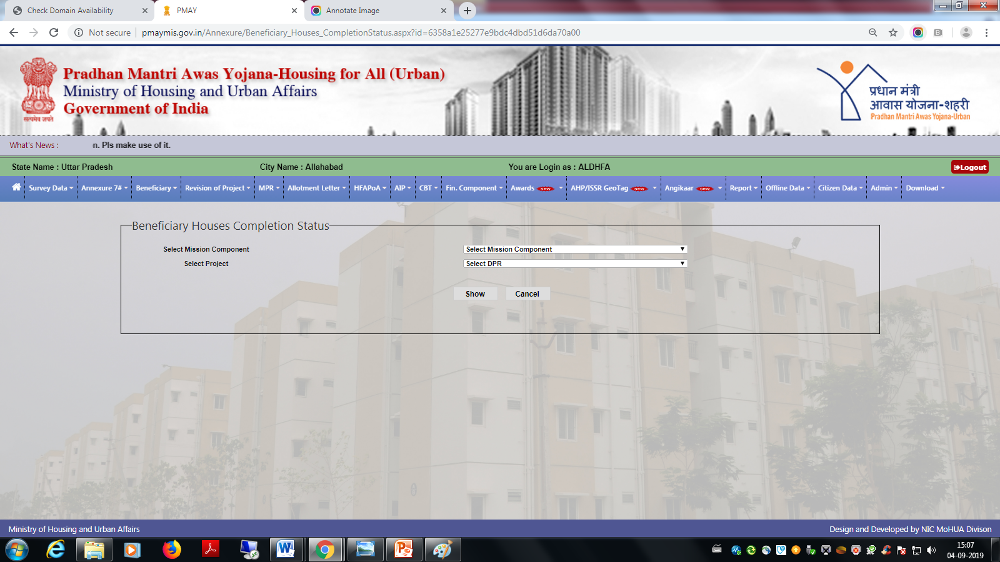 Check Domain Availability
PMAY
Annotate Image
Not secure
pmaymis.gov.in/Annexure/Beneficiary_Houses_CompletionStatus.aspx?id=6358a1e25277e9bdc4dbd51d6da70a00
Pradhan Mantri Awas Yojana-Housing for All (Urban)
Ministry of Housing and Urban Affairs
Government of India
सत्यमेव जयते
प्रधान मंत्री
आवास योजना-शहरी
Pradhan Mantri Awas Yojana-Urban
What's News :
n. Pls make use of it.
State Name : Uttar Pradesh City Name : Allahabad You are Login as : ALDHFA Logout
Survey Data Annexure 7# Beneficiary Revision of Project MPR Allotment Letter HFAPoA AIP CBT Fin. Component Awards NEW AHP/ISSR GeoTag NEW Angikaar NEW Report Offline Data Citizen Data Admin Download
Beneficiary Houses Completion Status
Select Mission Component Select Mission Component
Select Project Select DPR
Show Cancel
Ministry of Housing and Urban Affairs Design and Developed by NIC MoHUA Divison
15:07
04-09-2019